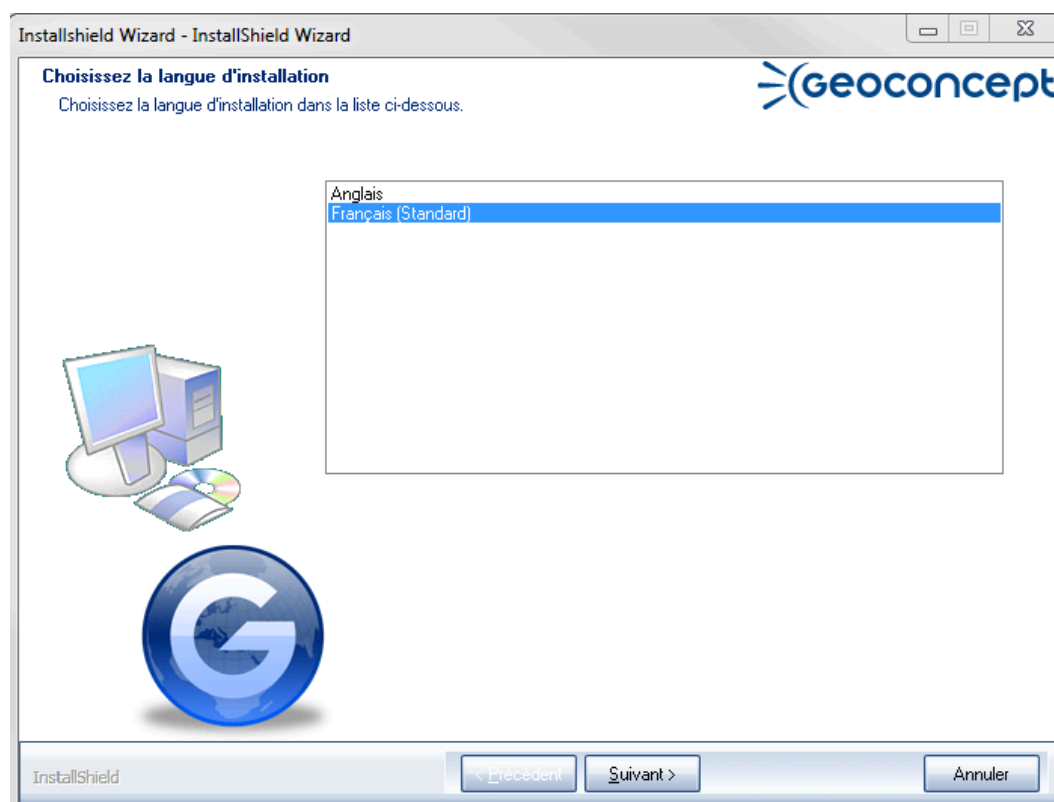 Installshield Wizard - InstallShield Wizard
Choisissez la langue d'installation
Choisissez la langue d'installation dans la liste ci-dessous.
Geoconcept
Anglais
Français (Standard)
G
InstallShield
< Précédent
Suivant >
Annuler